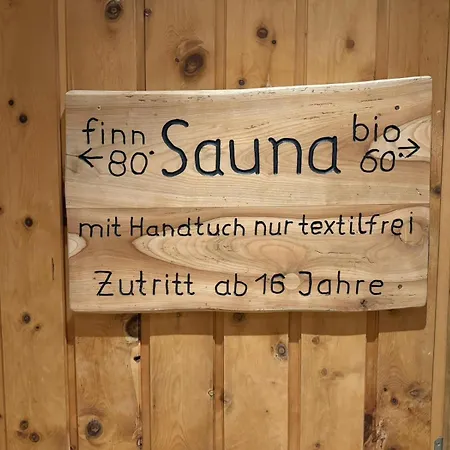 finn Sauna bio
← 80° 60° →
mit Handtuch nur textilfrei
Zutritt ab 16 Jahre